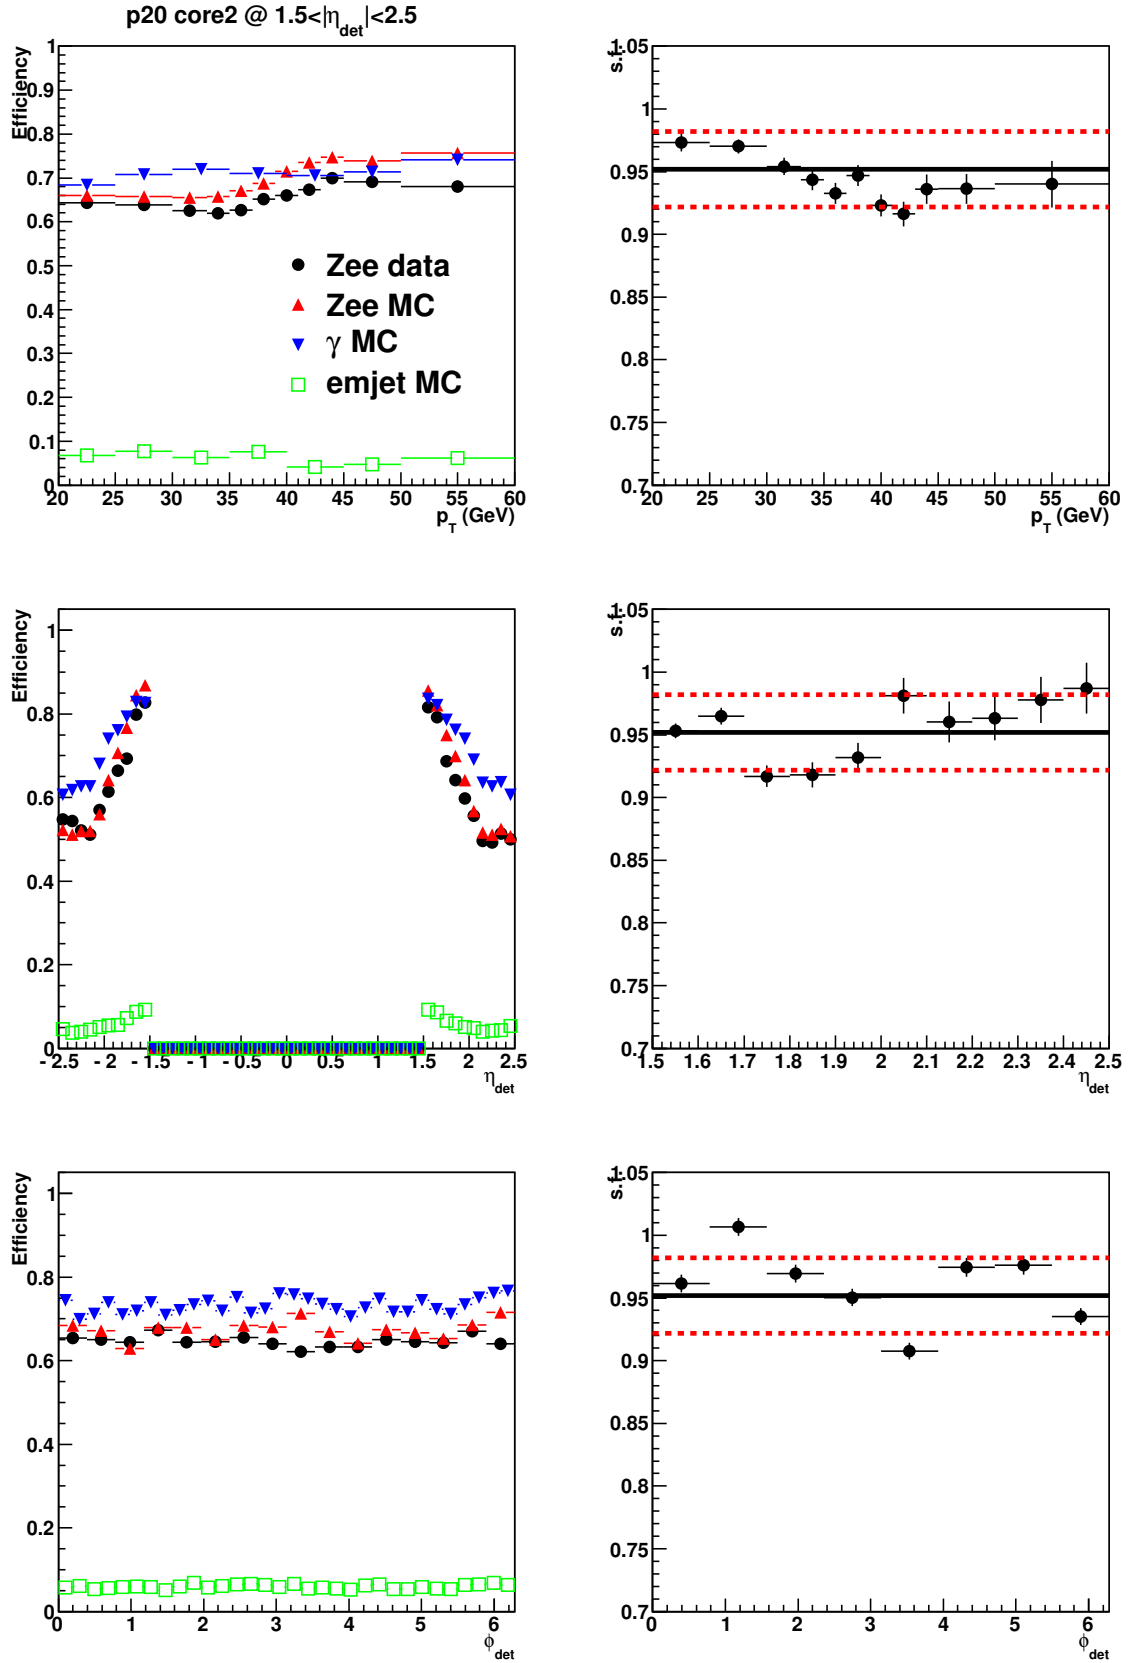 p20 core2 @ 1.5<|η_det|<2.5
Efficiency
1
0.9
0.8
0.7
0.6
0.5
0.4
0.3
0.2
0.1
0
Zee data
Zee MC
γ MC
emjet MC
20 25 30 35 40 45 50 55 60
p_T (GeV)
s.f.
1.05
1
0.95
0.9
0.85
0.8
0.75
0.7
20 25 30 35 40 45 50 55 60
p_T (GeV)
Efficiency
1
0.8
0.6
0.4
0.2
0
-2.5 -2 -1.5 -1 -0.5 0 0.5 1 1.5 2 2.5
η_det
s.f.
1.05
1
0.95
0.9
0.85
0.8
0.75
0.7
1.5 1.6 1.7 1.8 1.9 2 2.1 2.2 2.3 2.4 2.5
η_det
Efficiency
1
0.8
0.6
0.4
0.2
0
0 1 2 3 4 5 6
ϕ_det
s.f.
1.05
1
0.95
0.9
0.85
0.8
0.75
0.7
0 1 2 3 4 5 6
ϕ_det